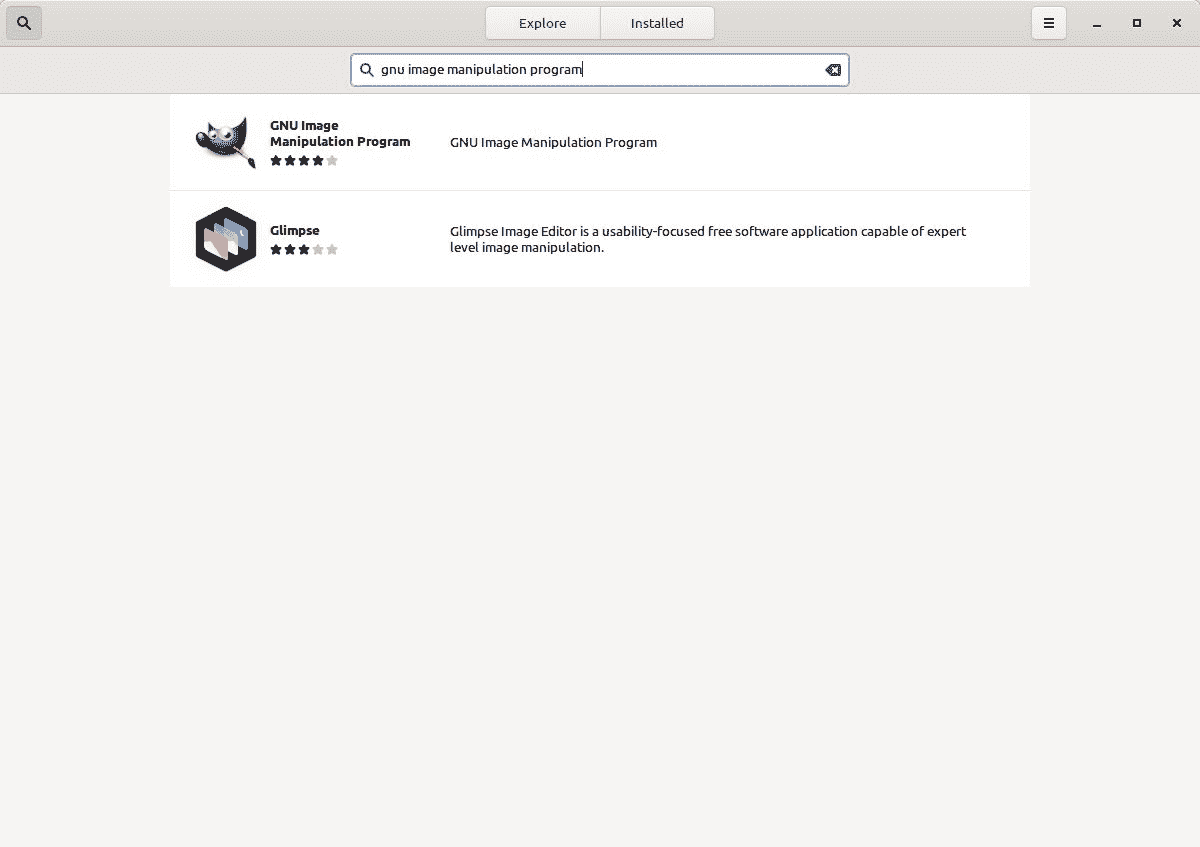 Explore
Installed
gnu image manipulation program
GNU Image
Manipulation Program
GNU Image Manipulation Program
Glimpse
Glimpse Image Editor is a usability-focused free software application capable of expert
level image manipulation.